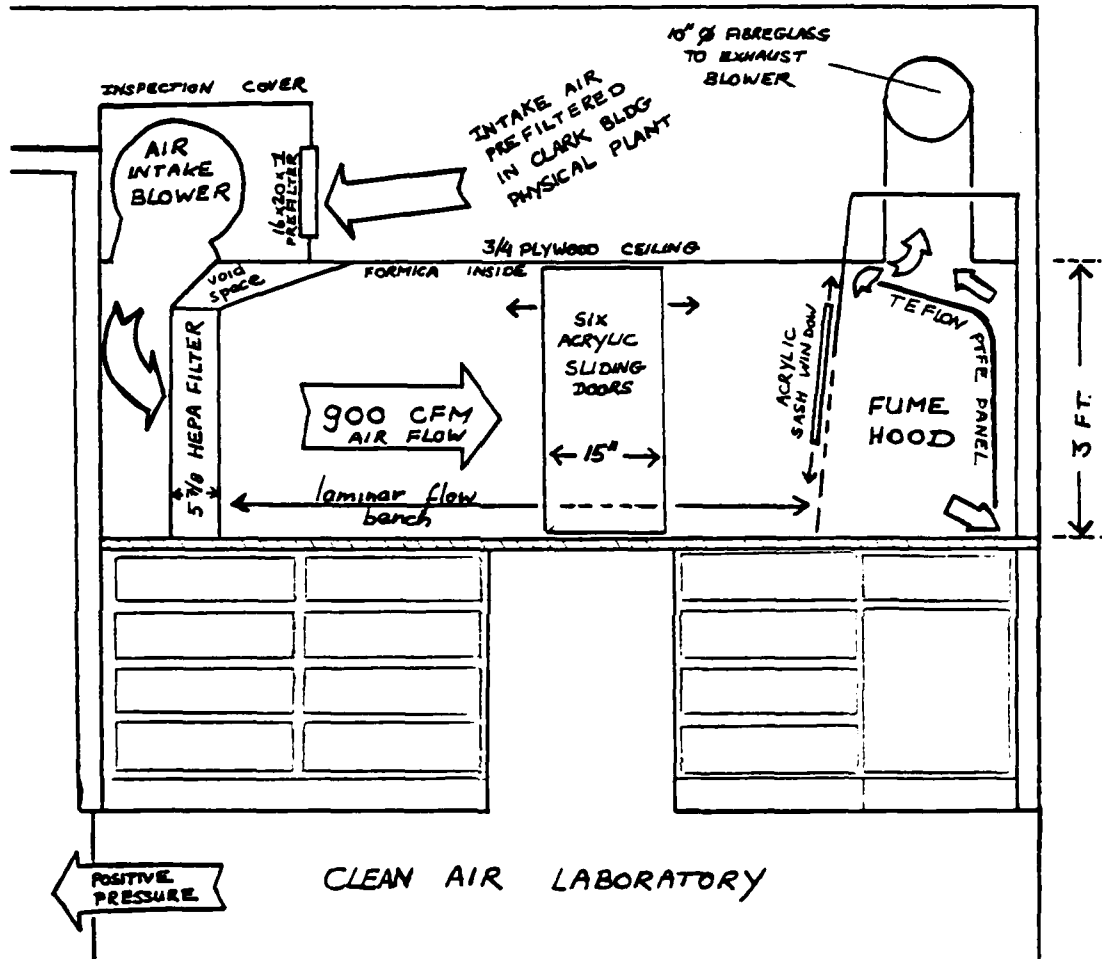 10" Ø FIBREGLASS
TO EXHAUST
BLOWER
INSPECTION COVER
AIR
INTAKE
BLOWER
16x20x1
PREFILTER
INTAKE AIR
PREFILTERED
IN CLARK BLDG
PHYSICAL PLANT
3/4 PLYWOOD CEILING
FORMICA INSIDE
void
space
5 7/8 HEPA FILTER
900 CFM
AIR FLOW
SIX
ACRYLIC
SLIDING
DOORS
15"
laminar flow
bench
ACRYLIC
SASH WINDOW
TEFLON PTFE PANEL
FUME
HOOD
3 FT.
POSITIVE
PRESSURE
CLEAN AIR LABORATORY